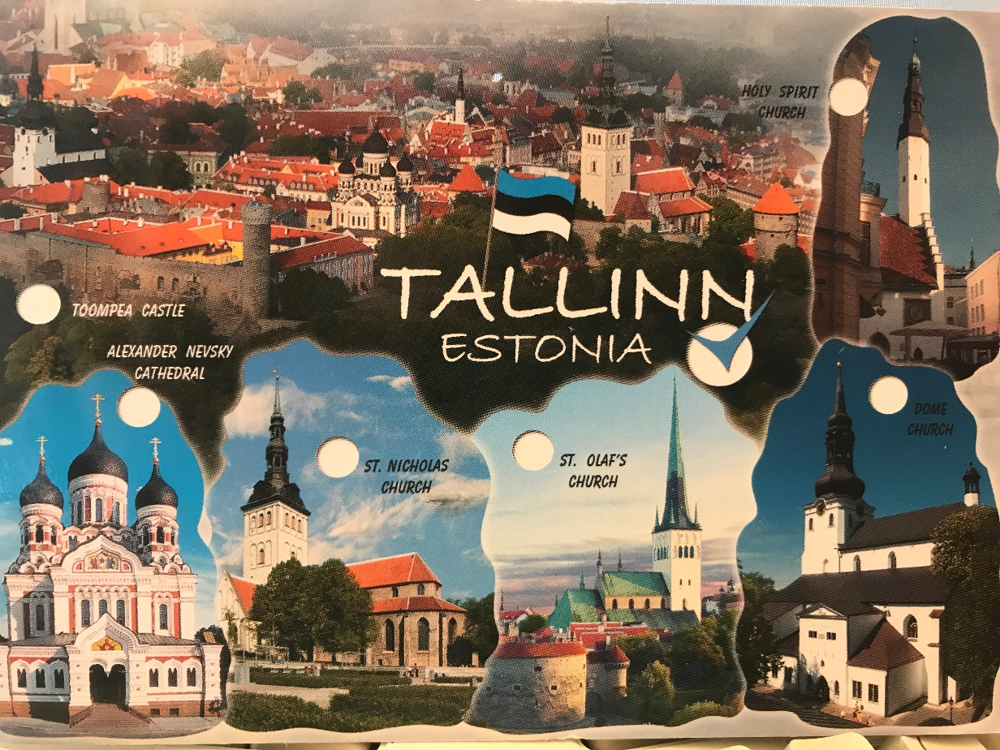 HOLY SPIRIT
CHURCH
TALLINN
ESTONIA
TOOMPEA CASTLE
ALEXANDER NEVSKY
CATHEDRAL
ST. NICHOLAS
CHURCH
ST. OLAF'S
CHURCH
DOME
CHURCH